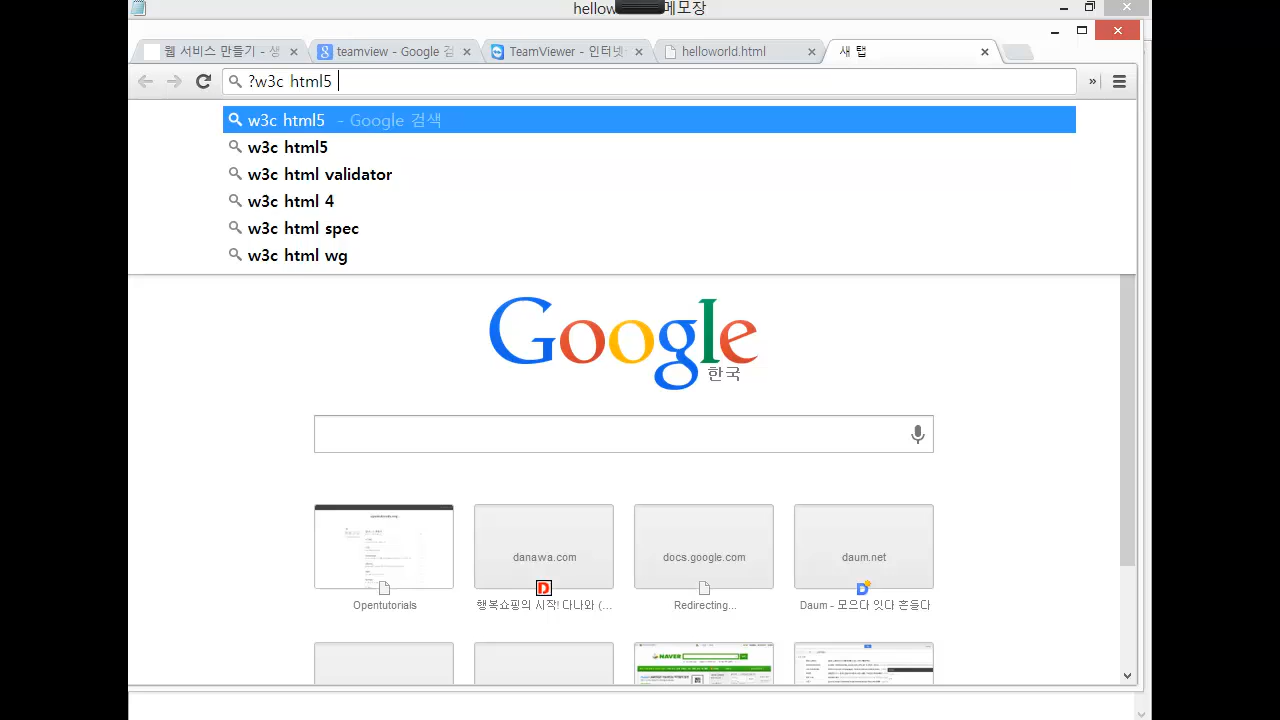 메모장
웹 서비스 만들기 - 생
teamview - Google 검
TeamViewer - 인터넷
helloworld.html
새 탭
?w3c html5
w3c html5 - Google 검색
w3c html5
w3c html validator
w3c html 4
w3c html spec
w3c html wg
Google
한국
danawa.com
docs.google.com
daum.net
Opentutorials
행복쇼핑의 시작! 다나와 (...
Redirecting...
Daum - 모으다 잇다 흔들다
NAVER